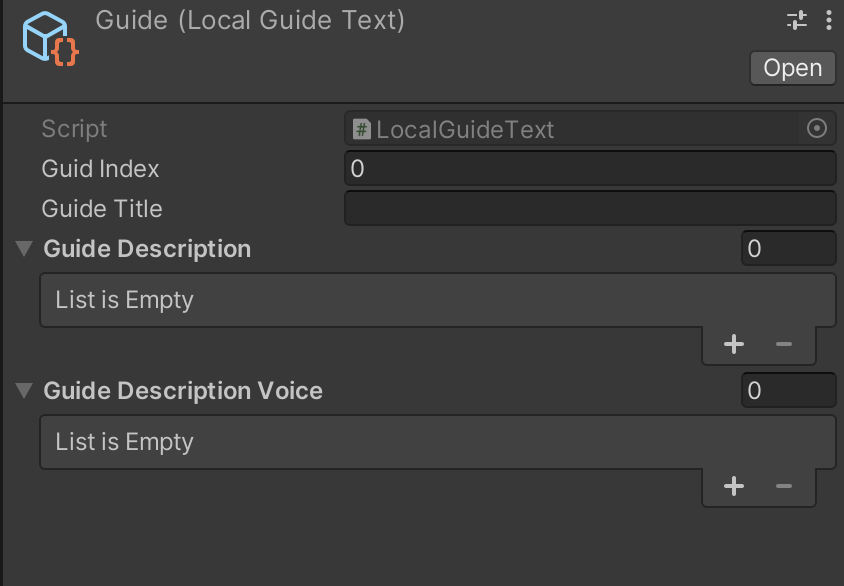 Guide (Local Guide Text)
Open
Script
# LocalGuideText
Guid Index
0
Guide Title
Guide Description
0
List is Empty
+ −
Guide Description Voice
0
List is Empty
+ −